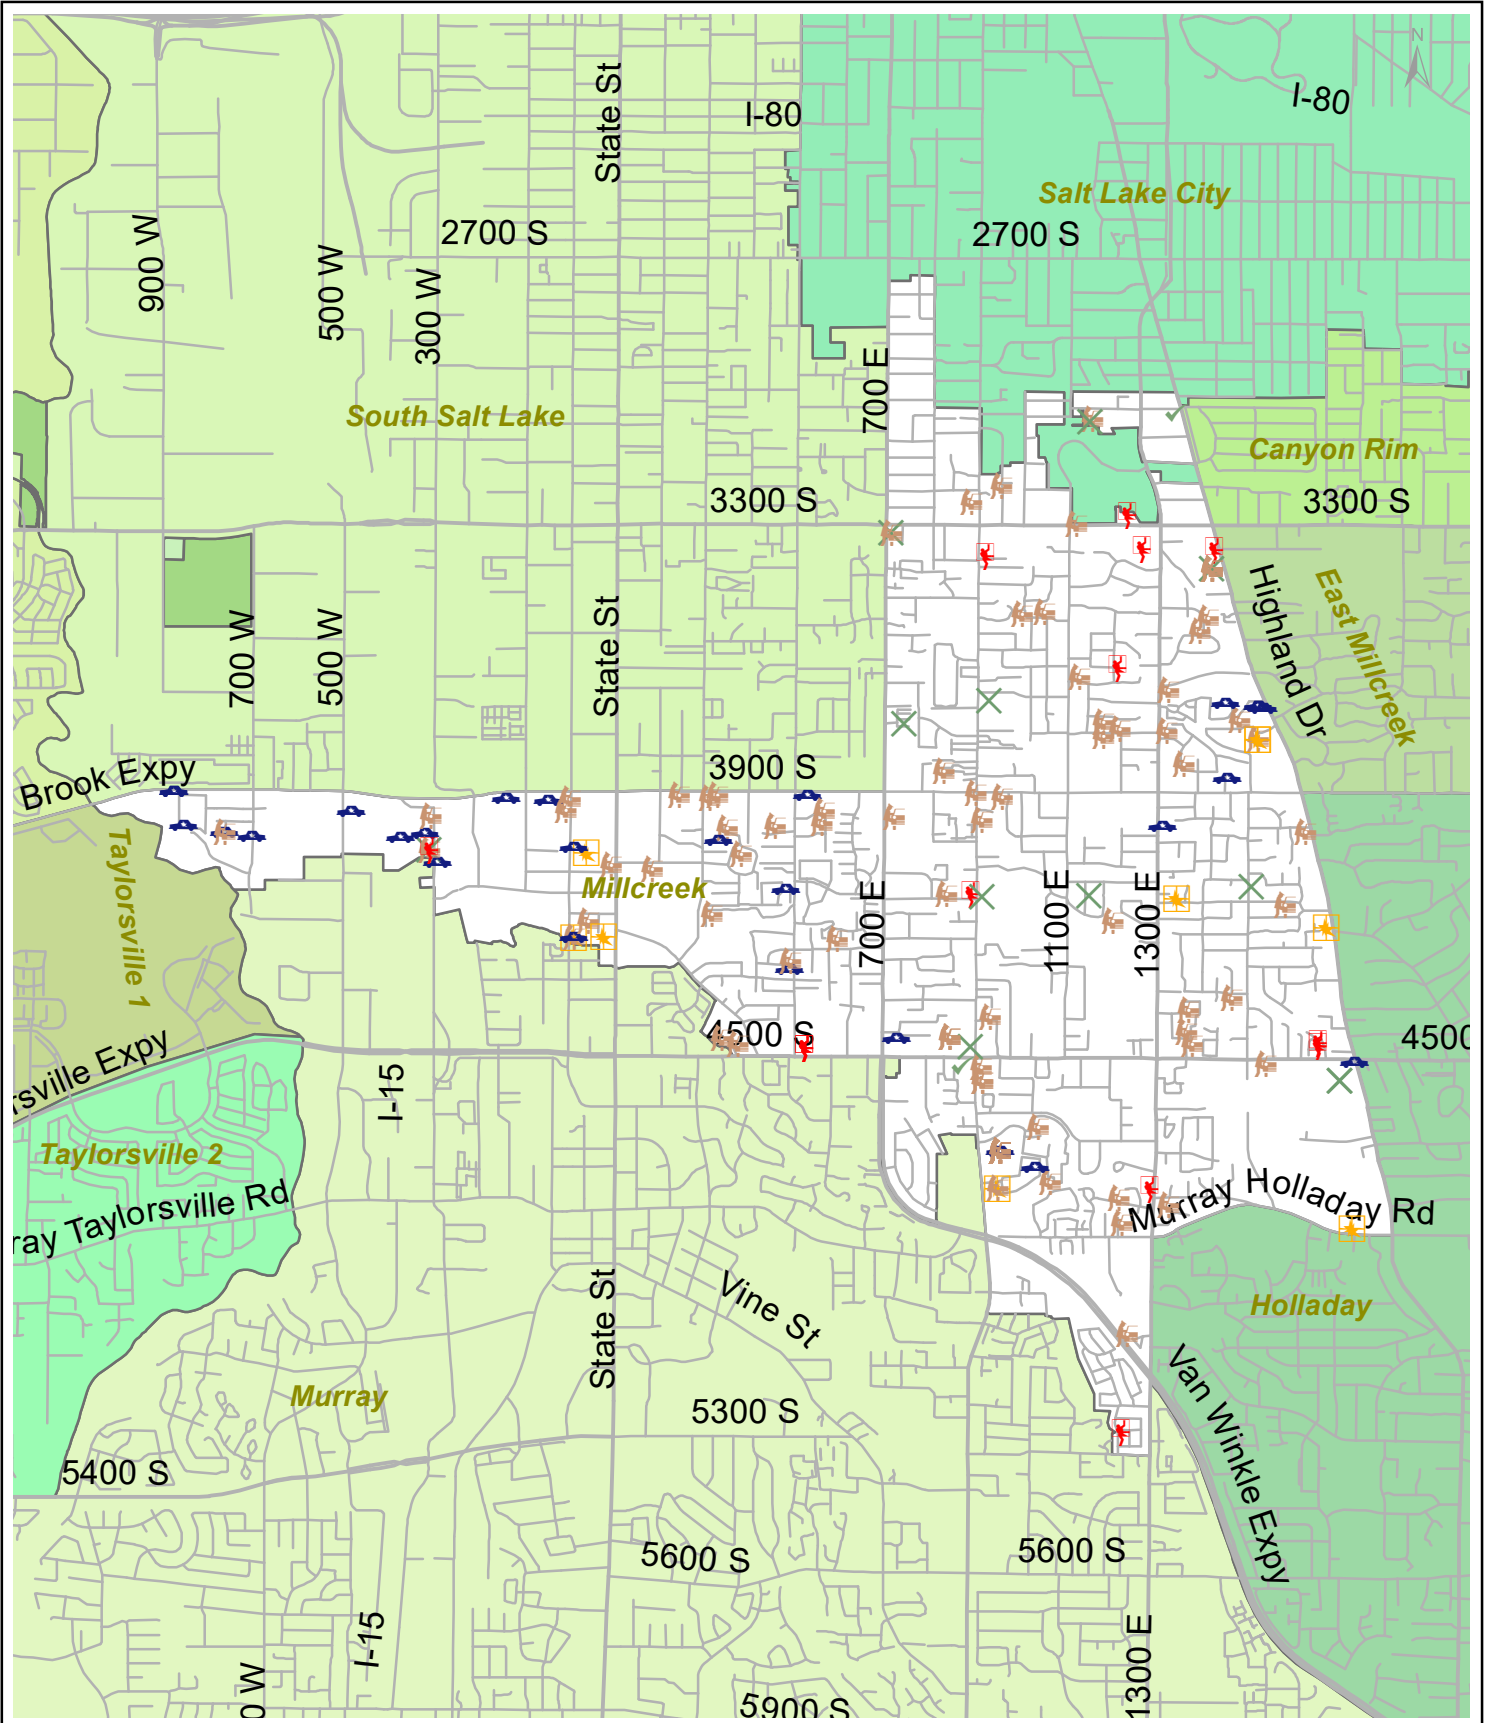 N
State St
I-80
I-80
Salt Lake City
2700 S
2700 S
900 W
500 W
300 W
700 E
South Salt Lake
Canyon Rim
3300 S
3300 S
Highland Dr
East Millcreek
700 W
500 W
State St
3900 S
Brook Expy
Taylorsville 1
Millcreek
700 E
1100 E
1300 E
4500 S
4500
rsville Expy
I-15
Taylorsville 2
ray Taylorsville Rd
Murray Holladay Rd
Holladay
Vine St
State St
Murray
5300 S
Van Winkle Expy
5400 S
5600 S
5600 S
I-15
1300 E
0 W
5900 S